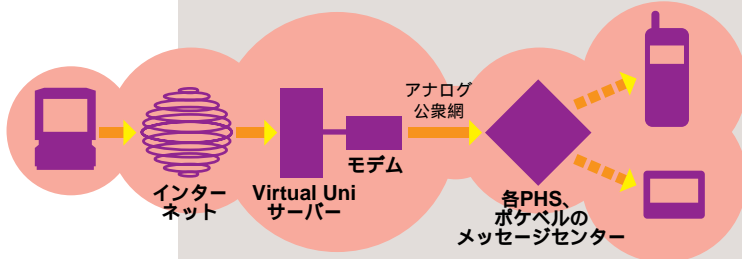 インター
ネット
Virtual Uni
サーバー
モデム
アナログ
公衆網
各PHS、
ポケベルの
メッセージセンター